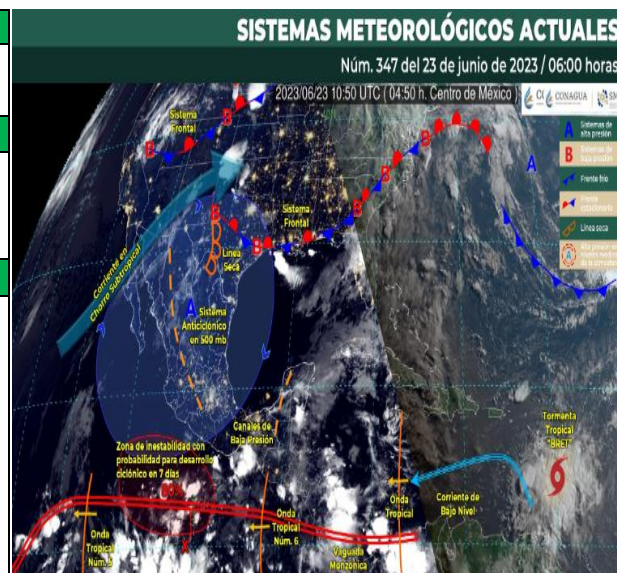 SISTEMAS METEOROLÓGICOS ACTUALES
Núm. 347 del 23 de junio de 2023 / 06:00 horas
2023/06/23 10:50 UTC ( 04:50 h. Centro de México )
CONAGUA
A
Sistemas de alta presión
B
Sistemas de baja presión
Frente frío
Frente estacionario
Línea seca
A
Sistema
Frontal
B
B
B
B
B
B
B
B
A
Sistema
Frontal
Línea
Seca
Corriente en
Chorro Subtropical
A
Sistema
Anticiclónico
en 500 mb
Canales de
Baja Presión
Zona de inestabilidad con
probabilidad para desarrollo
ciclónico en 7 días
X
Onda
Tropical
Onda
Tropical
Núm. 6
Onda
Tropical
Vaguada
Monzónica
Corriente de
Bajo Nivel
Tormenta
Tropical
"BRET"